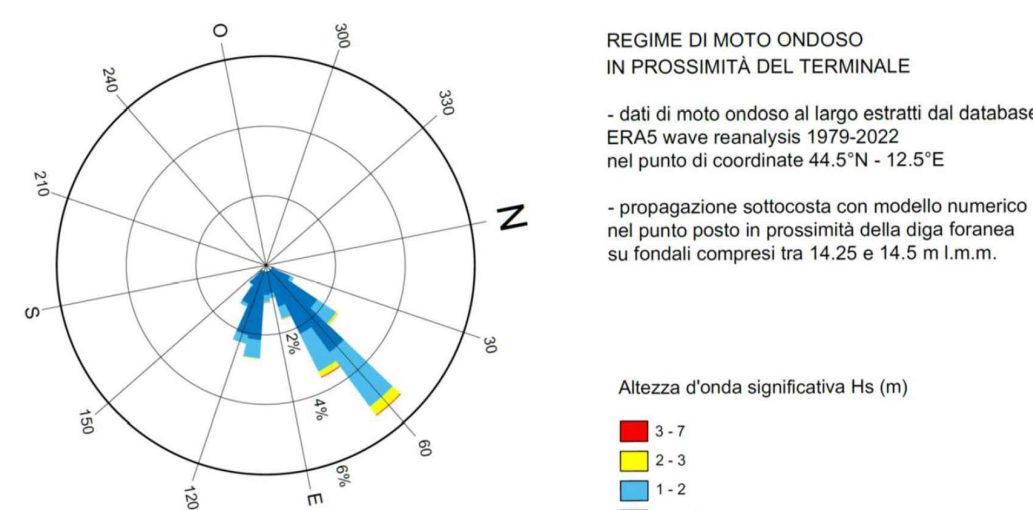 O
300
240
330
210
N
S
30
2%
150
4%
60
6%
E
120
REGIME DI MOTO ONDOSO
IN PROSSIMITÀ DEL TERMINALE
- dati di moto ondoso al largo estratti dal database
ERA5 wave reanalysis 1979-2022
nel punto di coordinate 44.5°N - 12.5°E
- propagazione sottocosta con modello numerico
nel punto posto in prossimità della diga foranea
su fondali compresi tra 14.25 e 14.5 m l.m.m.
Altezza d'onda significativa Hs (m)
3 - 7
2 - 3
1 - 2